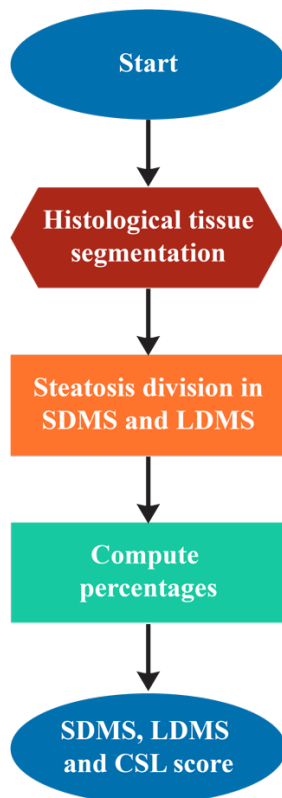 Start
Histological tissue
segmentation
Steatosis division in
SDMS and LDMS
Compute
percentages
SDMS, LDMS
and CSL score